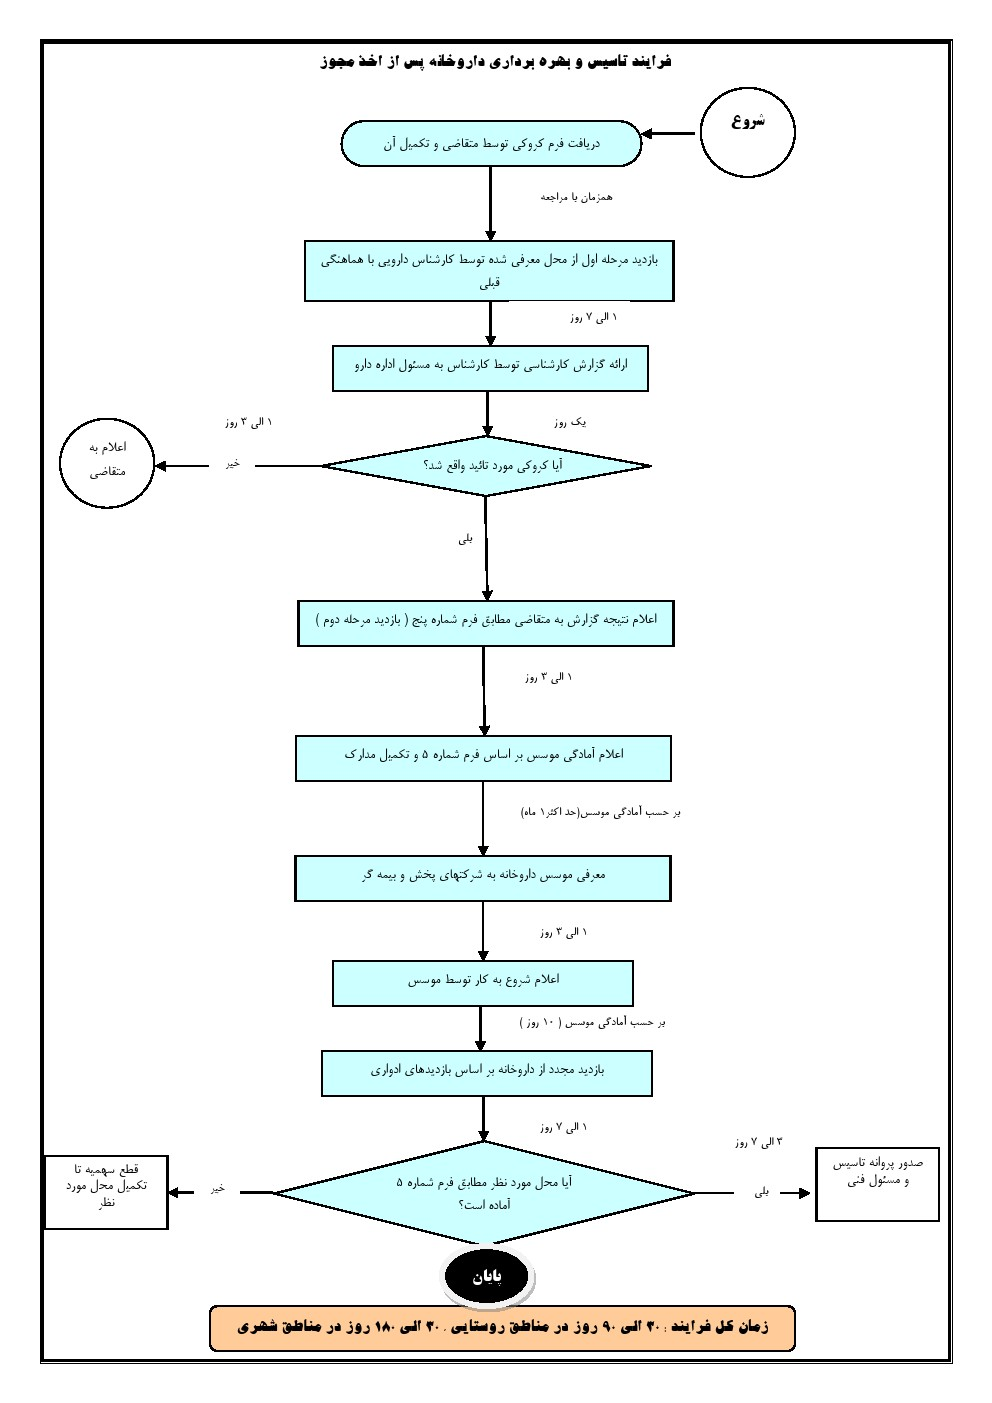 فرایند تاسیس و بهره برداری داروخانه پس از اخذ مجوز
شروع
دریافت فرم کروکی توسط متقاضی و تکمیل آن
همزمان با مراجعه
بازدید مرحله اول از محل معرفی شده توسط کارشناس دارویی با هماهنگی
قبلی
۱ الی ۷ روز
ارائه گزارش کارشناسی توسط کارشناس به مسئول اداره دارو
یک روز
۱ الی ۳ روز
آیا کروکی مورد تائید واقع شد؟
خیر
اعلام به
متقاضی
بلی
اعلام نتیجه گزارش به متقاضی مطابق فرم شماره پنج ( بازدید مرحله دوم )
۱ الی ۳ روز
اعلام آمادگی موسس بر اساس فرم شماره ۵ و تکمیل مدارک
بر حسب آمادگی موسس(حد اکثر۱ ماه)
معرفی موسس داروخانه به شرکتهای پخش و بیمه گر
۱ الی ۳ روز
اعلام شروع به کار توسط موسس
بر حسب آمادگی موسس ( ۱۰ روز )
بازدید مجدد از داروخانه بر اساس بازدیدهای ادواری
۱ الی ۷ روز
۳ الی ۷ روز
صدور پروانه تاسیس
و مسئول فنی
بلی
آیا محل مورد نظر مطابق فرم شماره ۵
آماده است؟
خیر
قطع سهمیه تا
تکمیل محل مورد
نظر
پایان
زمان کل فرایند : ۳۰ الی ۹۰ روز در مناطق روستایی . ۳۰ الی ۱۸۰ روز در مناطق شهری